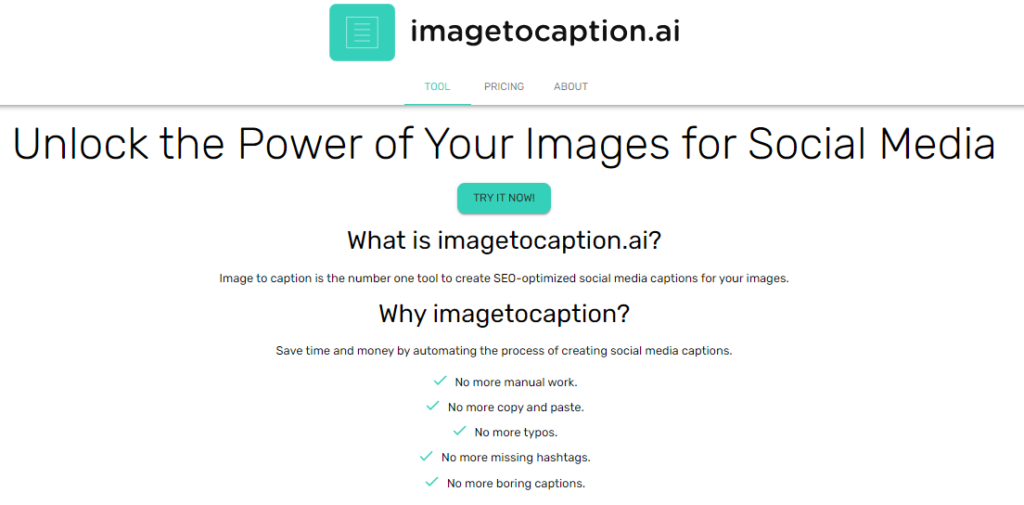 imagetocaption.ai
TOOL PRICING ABOUT
Unlock the Power of Your Images for Social Media
TRY IT NOW!
What is imagetocaption.ai?
Image to caption is the number one tool to create SEO-optimized social media captions for your images.
Why imagetocaption?
Save time and money by automating the process of creating social media captions.
No more manual work.
No more copy and paste.
No more typos.
No more missing hashtags.
No more boring captions.